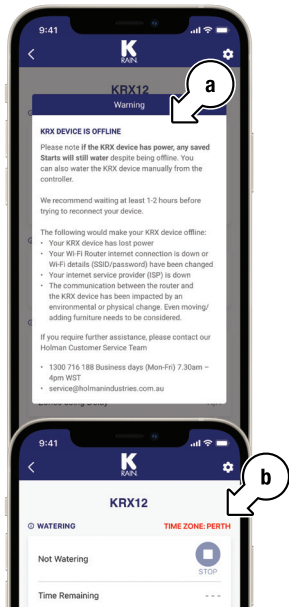 9:41
K
RAIN
KRX12
a
Warning
KRX DEVICE IS OFFLINE
Please note if the KRX device has power, any saved
Starts will still water despite being offline. You
can also water the KRX device manually from the
controller.
We recommend waiting at least 1-2 hours before
trying to reconnect your device.
The following would make your KRX device offline:
• Your KRX device has lost power
• Your Wi-Fi Router internet connection is down or
Wi-Fi details (SSID/password) have been changed
• Your internet service provider (ISP) is down
• The communication between the router and
the KRX device has been impacted by an
environmental or physical change. Even moving/
adding furniture needs to be considered.
If you require further assistance, please contact our
Holman Customer Service Team
• 1300 716 188 Business days (Mon-Fri) 7.30am –
4pm WST
• service@holmanindustries.com.au
9:41
K
RAIN
b
KRX12
WATERING TIME ZONE: PERTH
Not Watering
STOP
Time Remaining - - -